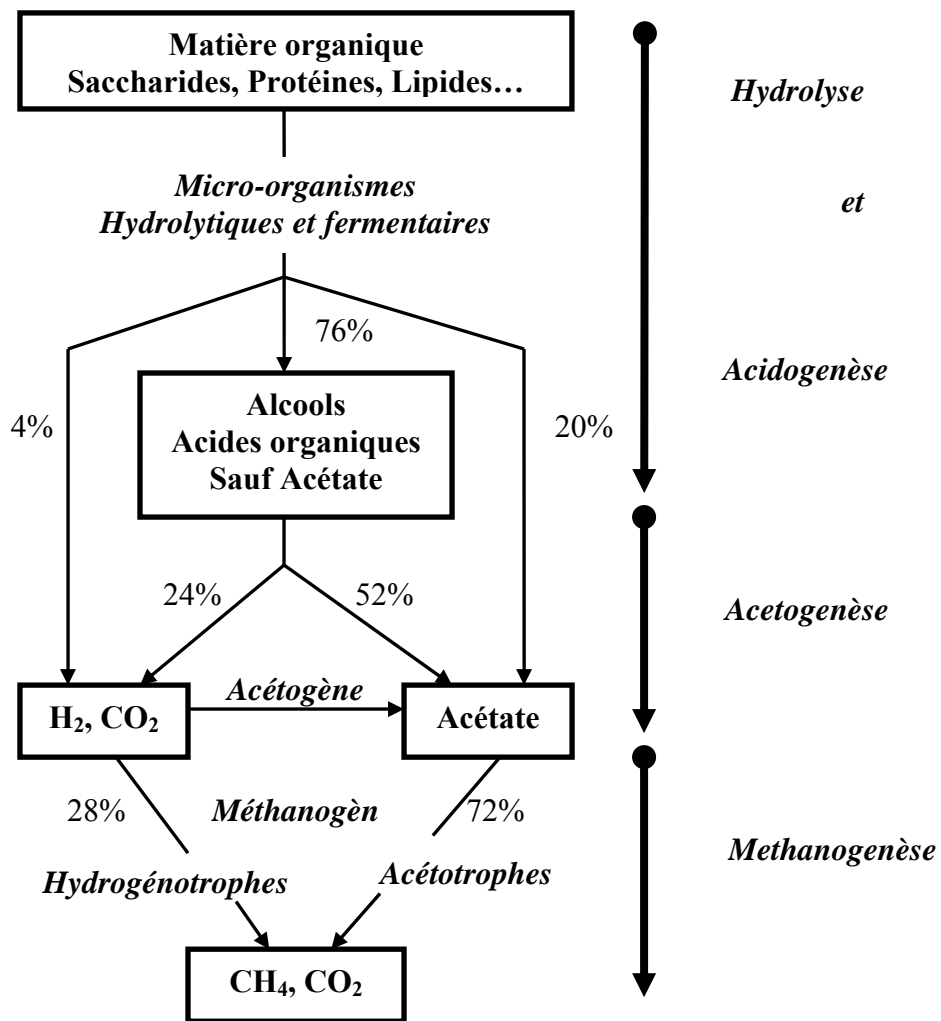 Matière organique
Saccharides, Protéines, Lipides…
Hydrolyse
Micro-organismes
Hydrolytiques et fermentaires
et
76%
4%
20%
Acidogenèse
Alcools
Acides organiques
Sauf Acétate
24%
52%
Acetogenèse
H₂, CO₂
Acétogène
Acétate
28%
Méthanogèn
72%
Methanogenèse
Hydrogénotrophes
Acétotrophes
CH₄, CO₂